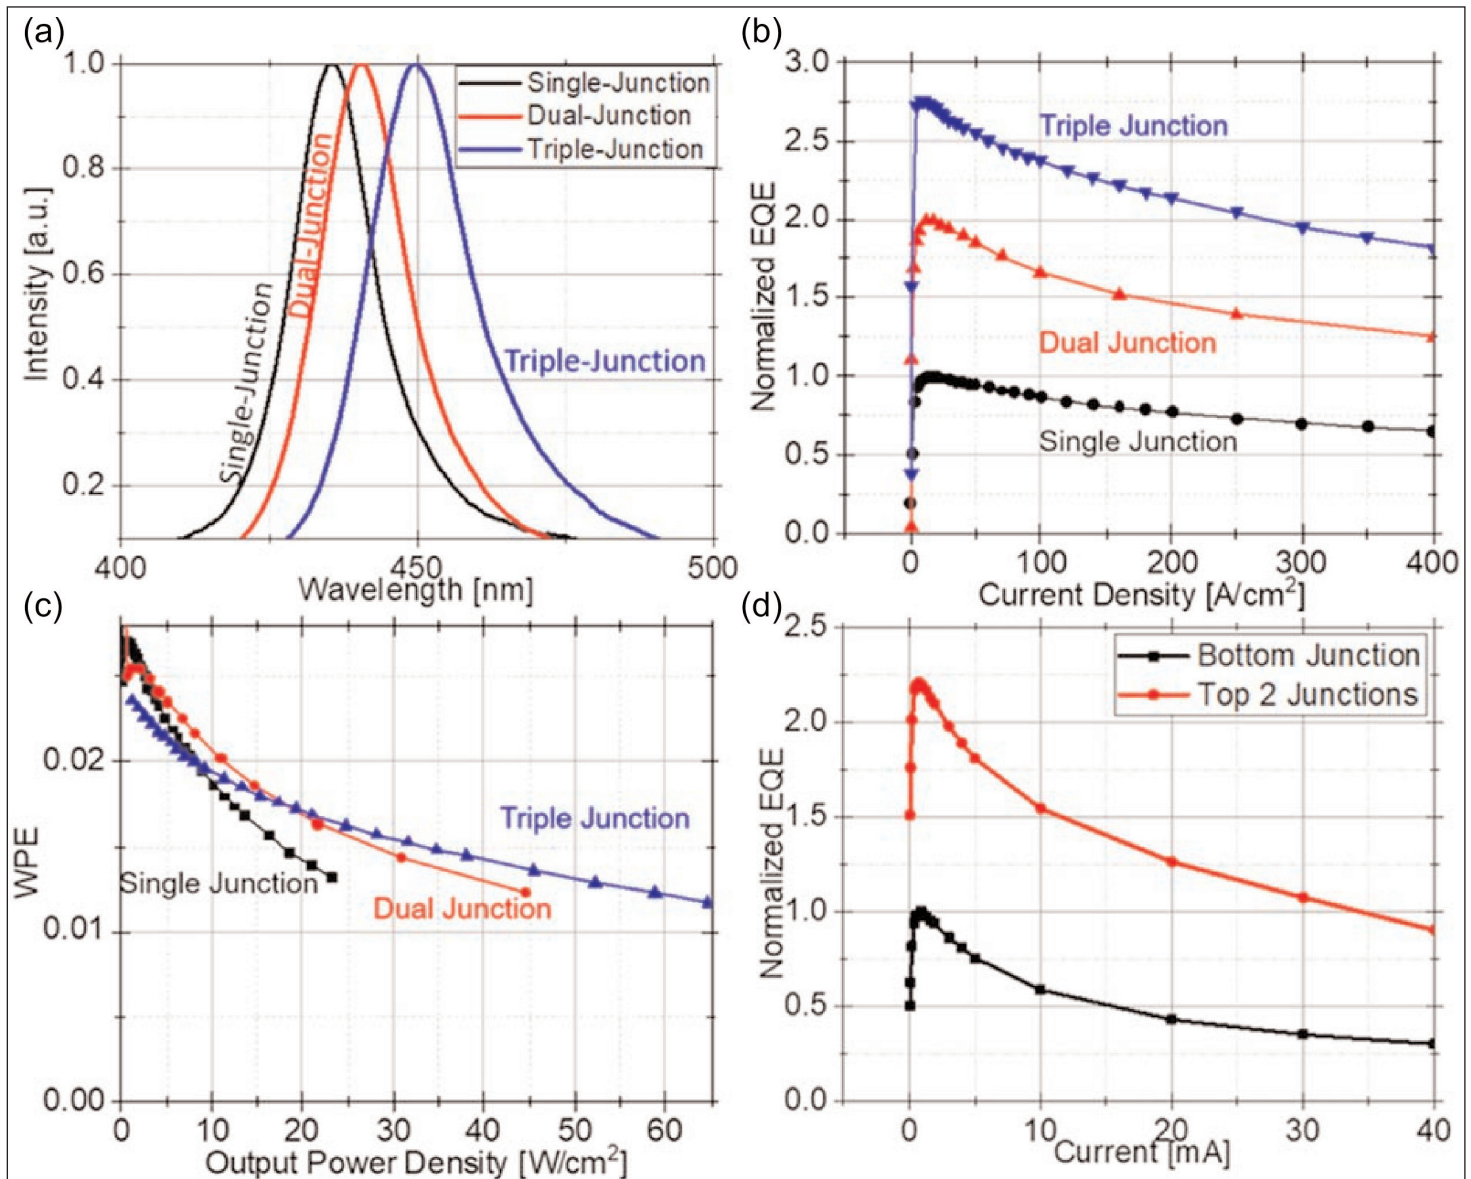 (a)
1.0
0.8
0.6
0.4
0.2
Intensity [a.u.]
Single-Junction
Dual-Junction
Triple-Junction
Single-Junction
Dual-Junction
Triple-Junction
400
450
500
Wavelength [nm]
(b)
3.0
2.5
2.0
1.5
1.0
0.5
0.0
Normalized EQE
Triple Junction
Dual Junction
Single Junction
0
100
200
300
400
Current Density [A/cm²]
(c)
0.02
0.01
0.00
WPE
Triple Junction
Single Junction
Dual Junction
0
10
20
30
40
50
60
Output Power Density [W/cm²]
(d)
2.5
2.0
1.5
1.0
0.5
0.0
Normalized EQE
Bottom Junction
Top 2 Junctions
0
10
20
30
40
Current [mA]